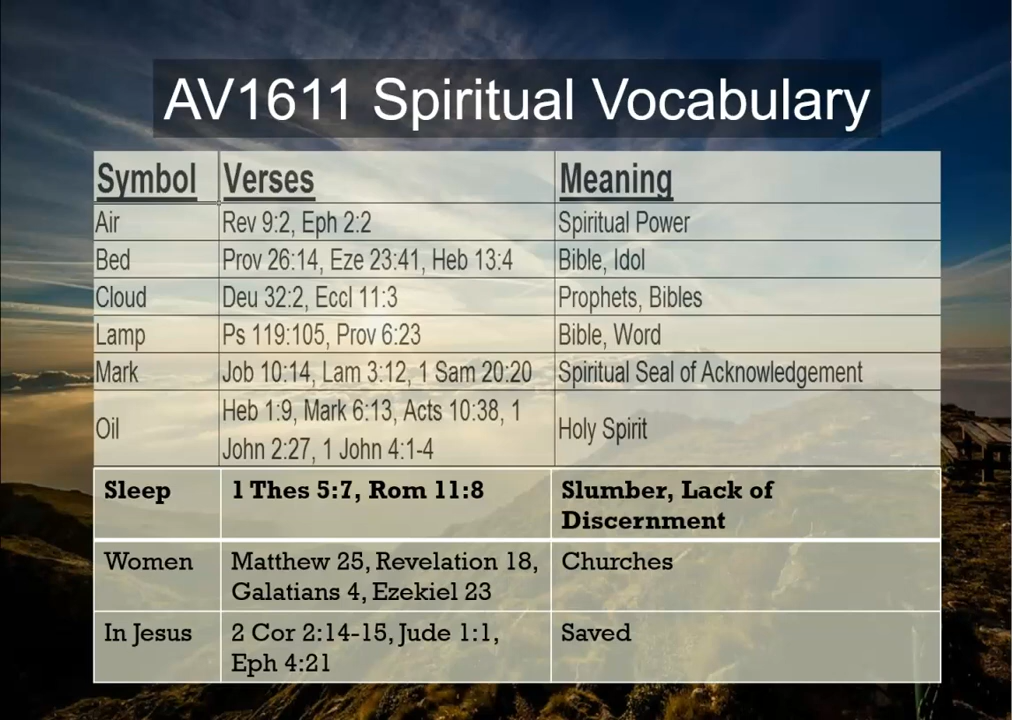 AV1611 Spiritual Vocabulary
Symbol Verses Meaning
Air Rev 9:2, Eph 2:2 Spiritual Power
Bed Prov 26:14, Eze 23:41, Heb 13:4 Bible, Idol
Cloud Deu 32:2, Eccl 11:3 Prophets, Bibles
Lamp Ps 119:105, Prov 6:23 Bible, Word
Mark Job 10:14, Lam 3:12, 1 Sam 20:20 Spiritual Seal of Acknowledgement
Oil
Heb 1:9, Mark 6:13, Acts 10:38, 1
John 2:27, 1 John 4:1-4
Holy Spirit
Sleep
1 Thes 5:7, Rom 11:8
Slumber, Lack of
Discernment
Women
Matthew 25, Revelation 18,
Galatians 4, Ezekiel 23
Churches
In Jesus
2 Cor 2:14-15, Jude 1:1,
Eph 4:21
Saved